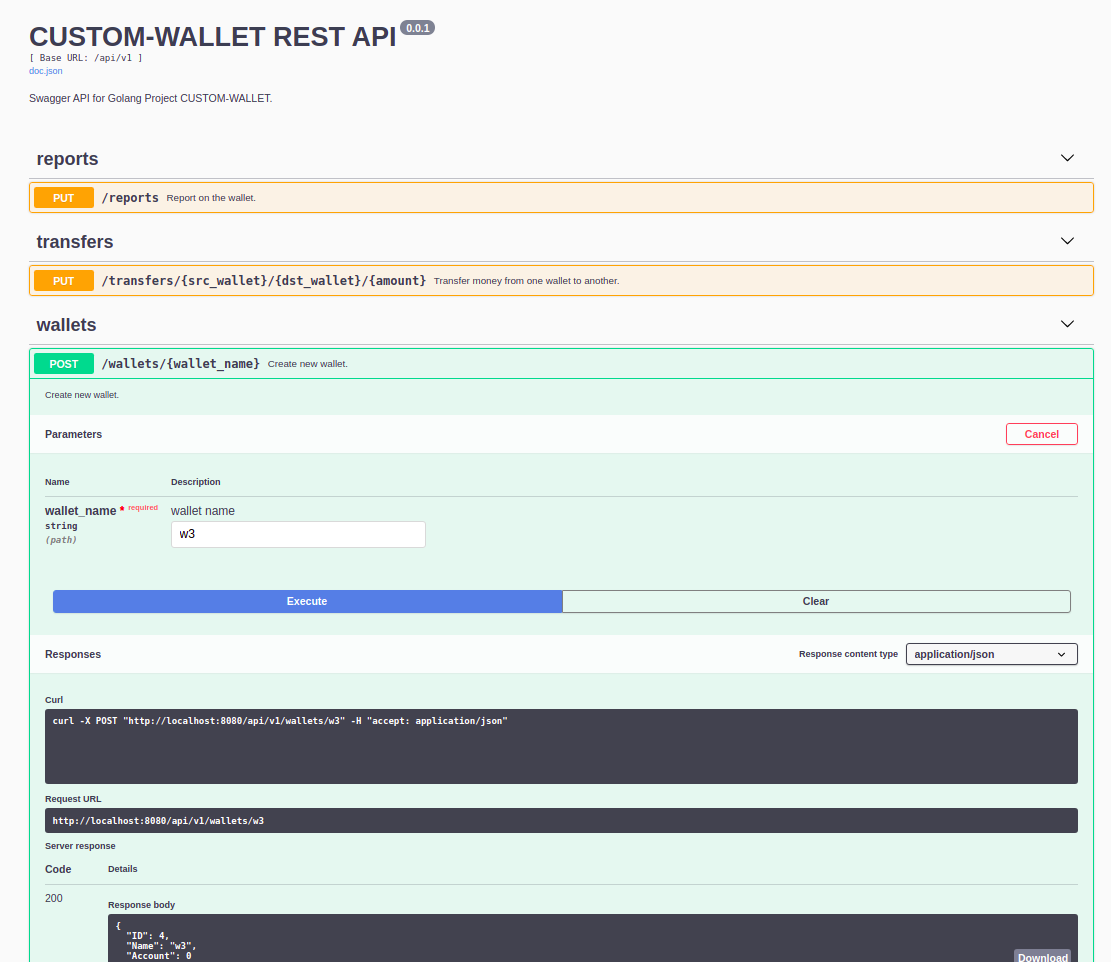 CUSTOM-WALLET REST API 0.0.1
[ Base URL: /api/v1 ]
doc.json
Swagger API for Golang Project CUSTOM-WALLET.
reports
PUT /reports Report on the wallet.
transfers
PUT /transfers/{src_wallet}/{dst_wallet}/{amount} Transfer money from one wallet to another.
wallets
POST /wallets/{wallet_name} Create new wallet.
Create new wallet.
Parameters Cancel
Name Description
wallet_name * required wallet name
string w3
(path)
Execute Clear
Responses Response content type application/json
Curl
curl -X POST "http://localhost:8080/api/v1/wallets/w3" -H "accept: application/json"
Request URL
http://localhost:8080/api/v1/wallets/w3
Server response
Code Details
200 Response body
{
"ID": 4,
"Name": "w3",
"Account": 0
Download